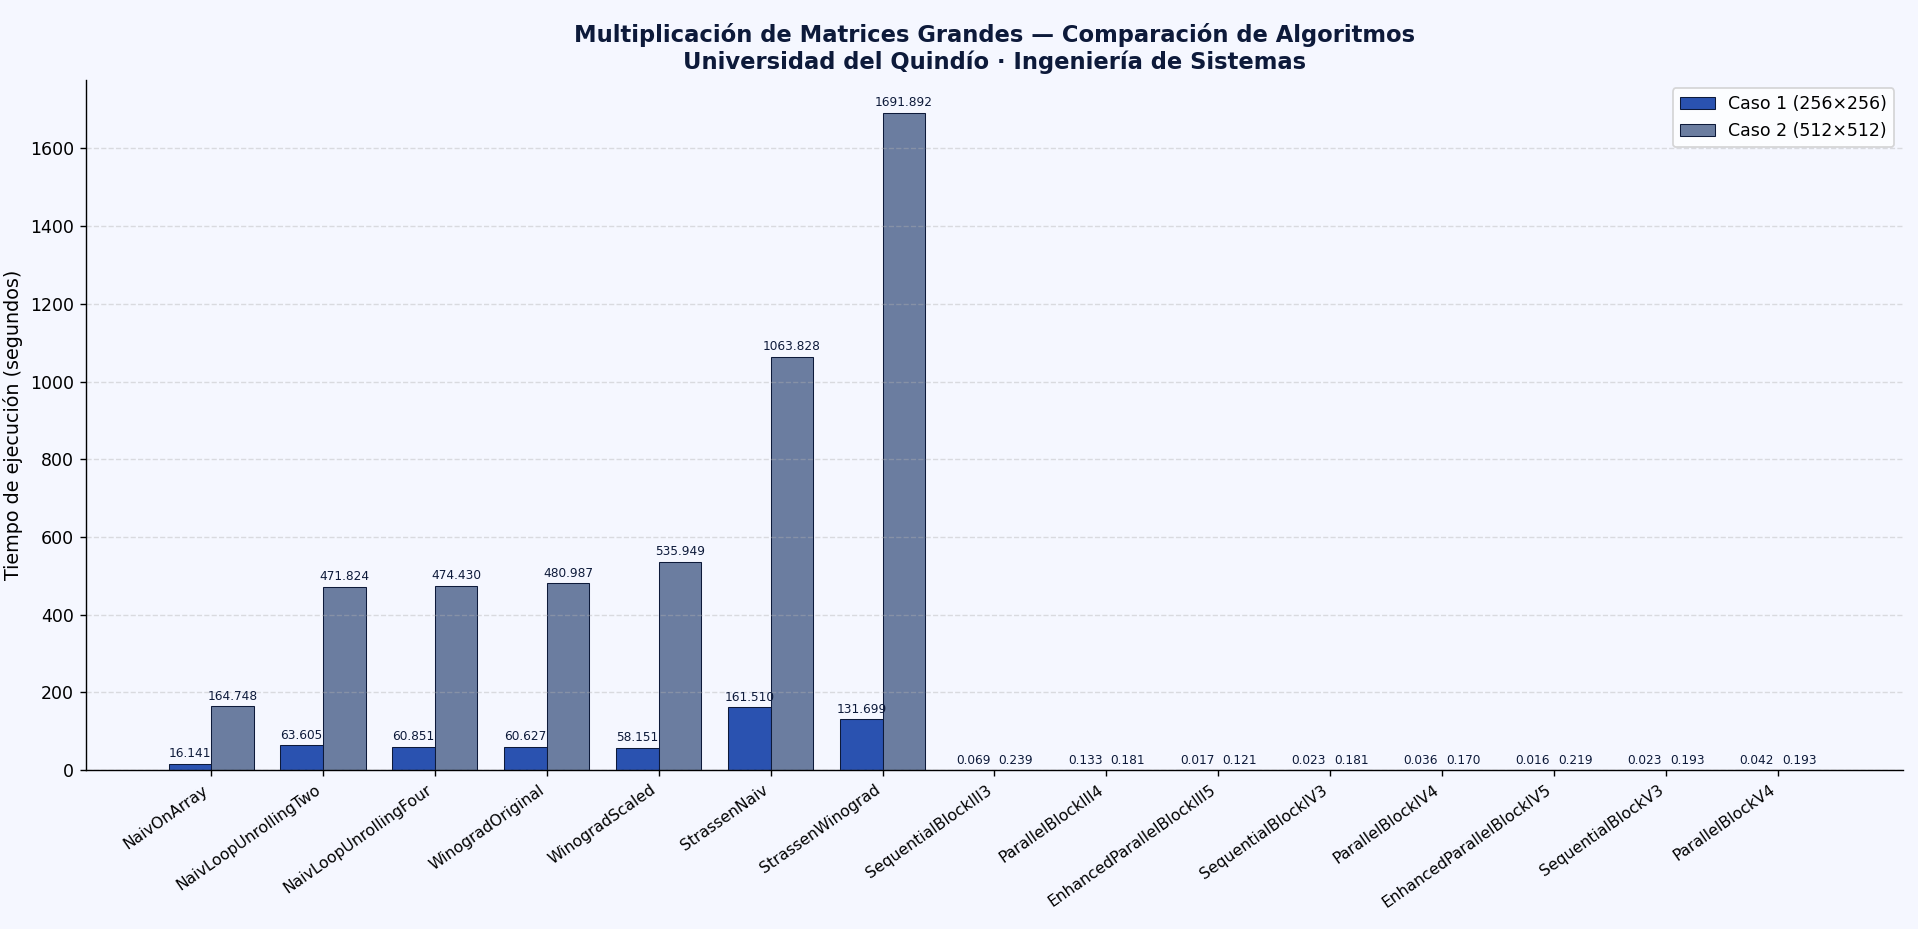 Multiplicación de Matrices Grandes — Comparación de Algoritmos
Universidad del Quindío · Ingeniería de Sistemas
Caso 1 (256×256)
Caso 2 (512×512)
Tiempo de ejecución (segundos)
1600
1400
1200
1000
800
600
400
200
0
16.141
164.748
63.605
471.824
60.851
474.430
60.627
480.987
58.151
535.949
161.510
1063.828
131.699
1691.892
0.069
0.239
0.133
0.181
0.017
0.121
0.023
0.181
0.036
0.170
0.016
0.219
0.023
0.193
0.042
0.193
NaivOnArray
NaivLoopUnrollingTwo
NaivLoopUnrollingFour
WinogradOriginal
WinogradScaled
StrassenNaiv
StrassenWinograd
SequentialBlockIII3
ParallelBlockIII4
EnhancedParallelBlockIII5
SequentialBlockIV3
ParallelBlockIV4
EnhancedParallelBlockIV5
SequentialBlockV3
ParallelBlockV4